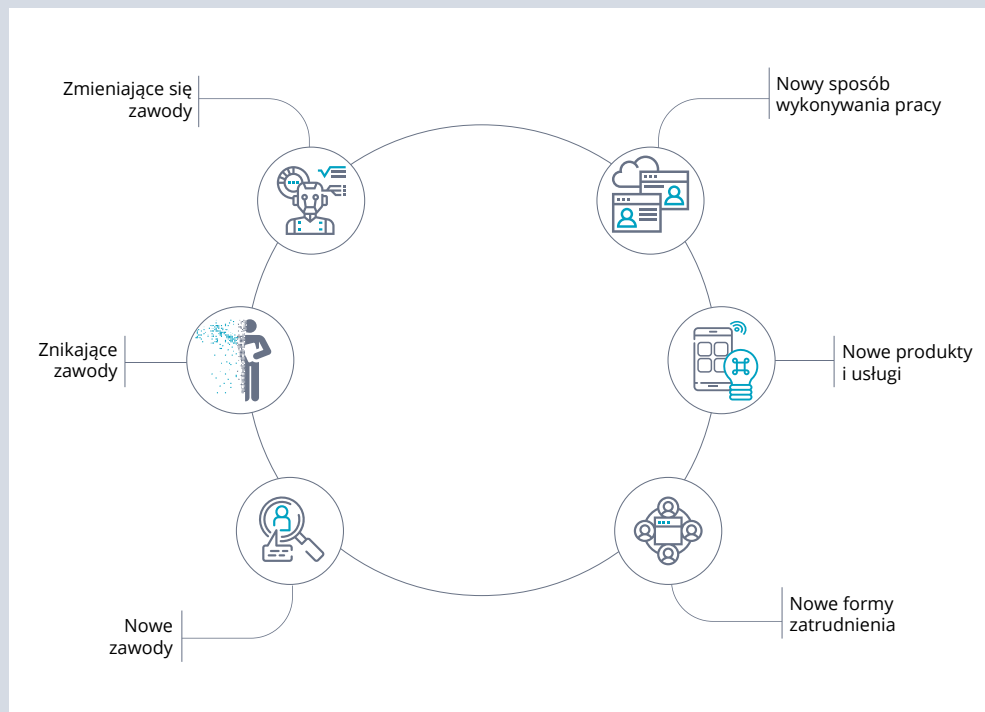 Zmieniające się
zawody
Nowy sposób
wykonywania pracy
Znikające
zawody
Nowe produkty
i usługi
Nowe
zawody
Nowe formy
zatrudnienia